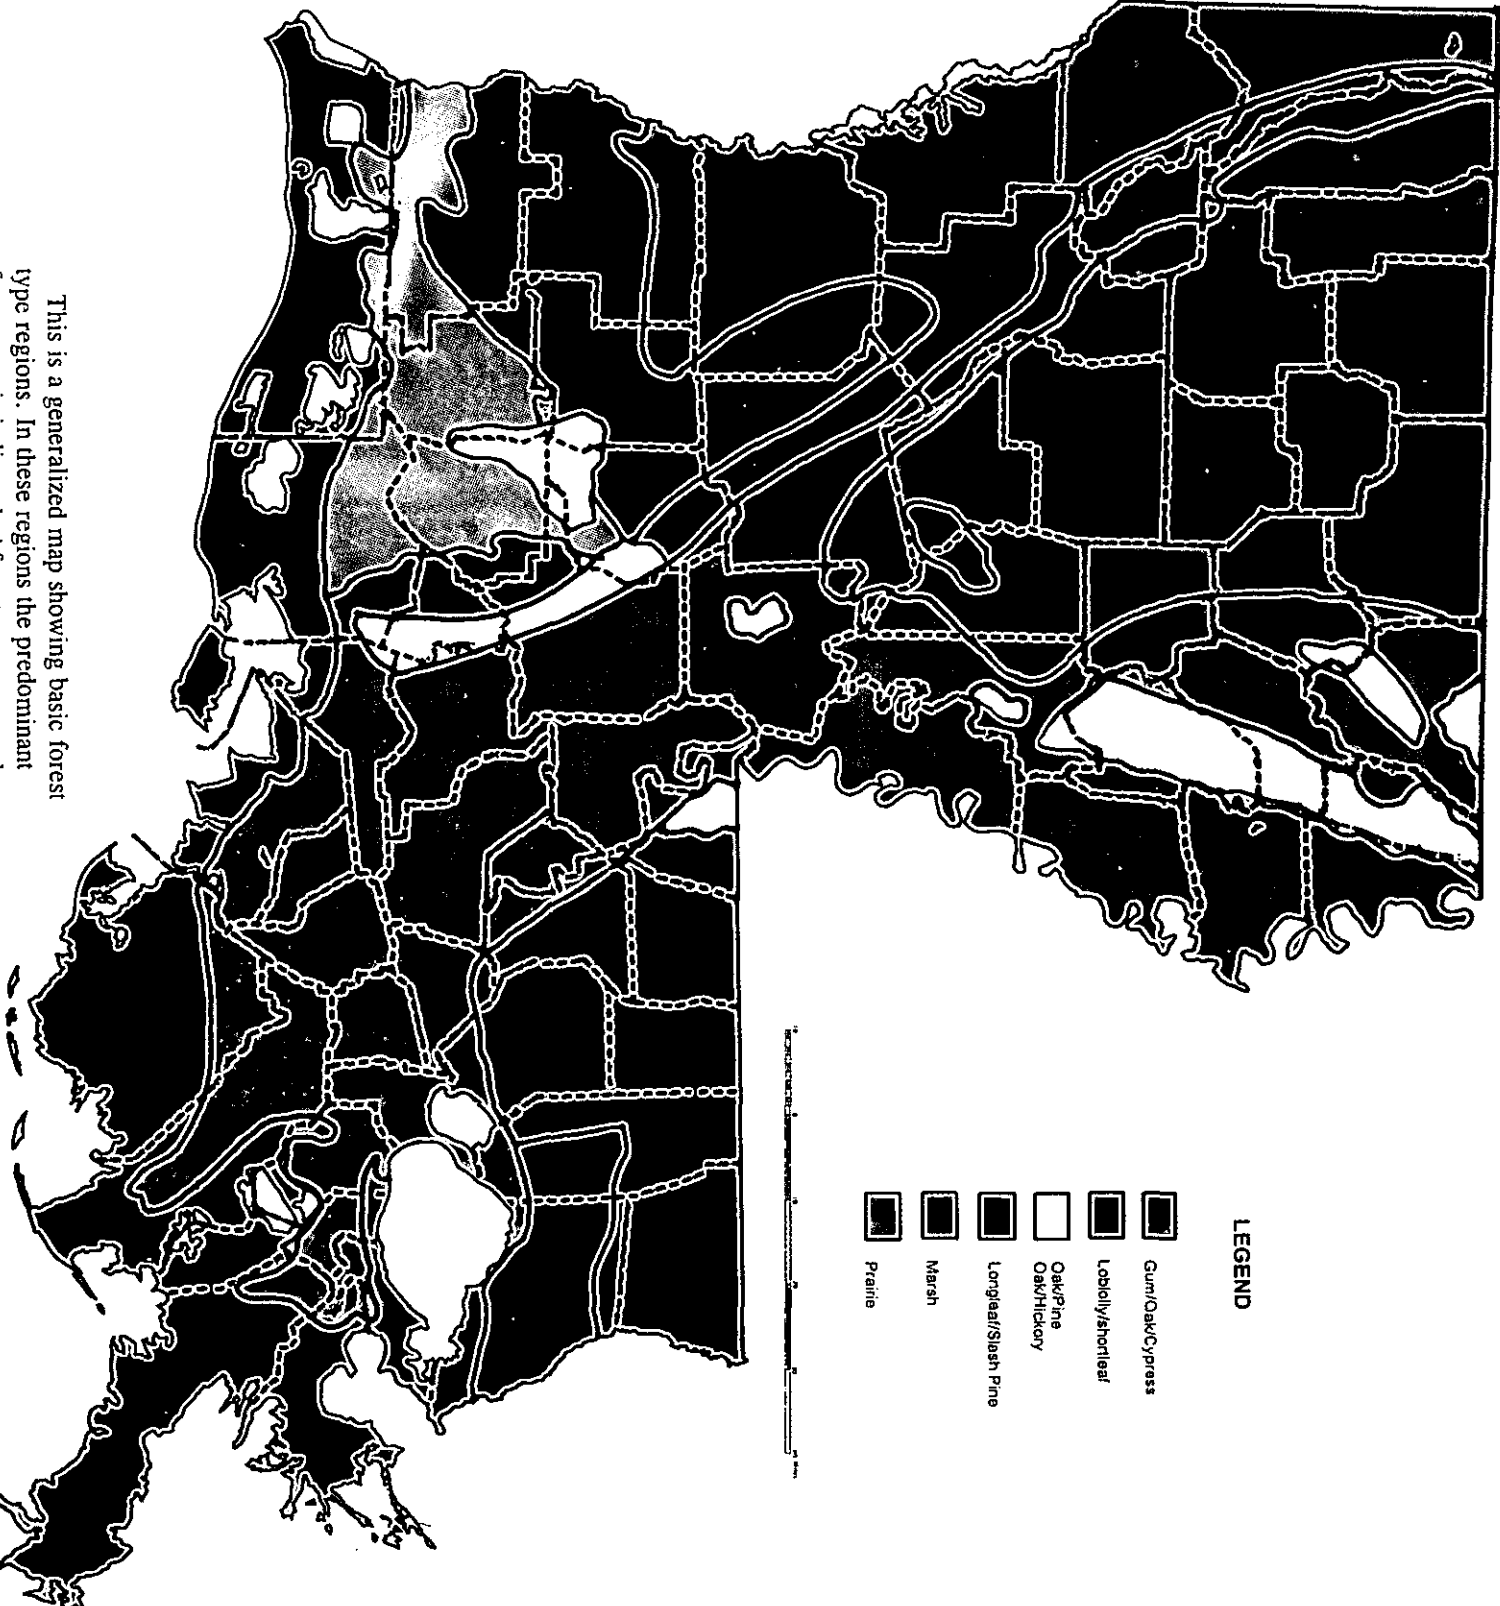 LEGEND
Gum/Oak/Cypress
Loblolly/shortleaf
Oak/Pine
Oak/Hickory
Longleaf/Slash Pine
Marsh
Prairie
This is a generalized map showing basic forest
type regions. In these regions the predominant